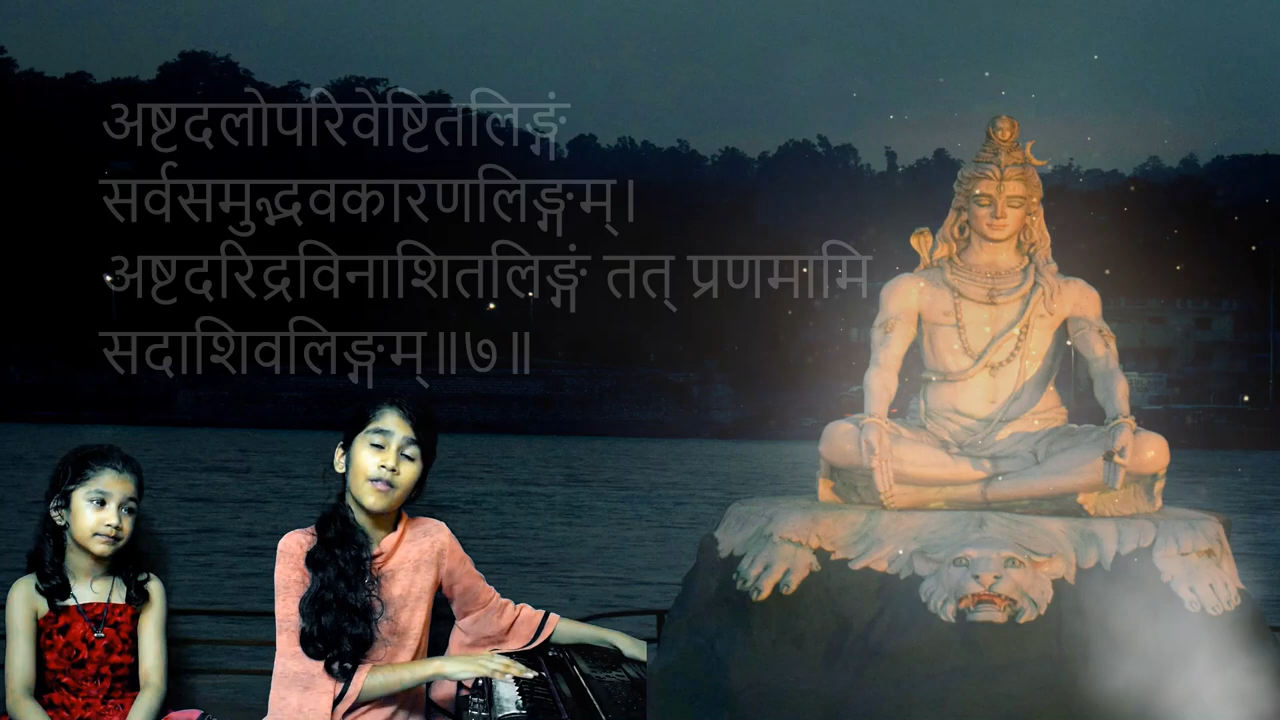 अष्टदलोपरिवेष्टितलिङ्गं
सर्वसमुद्भवकारणलिङ्गम्।
अष्टदरिद्रविनाशितलिङ्गं तत् प्रणमामि
सदाशिवलिङ्गम्॥७॥